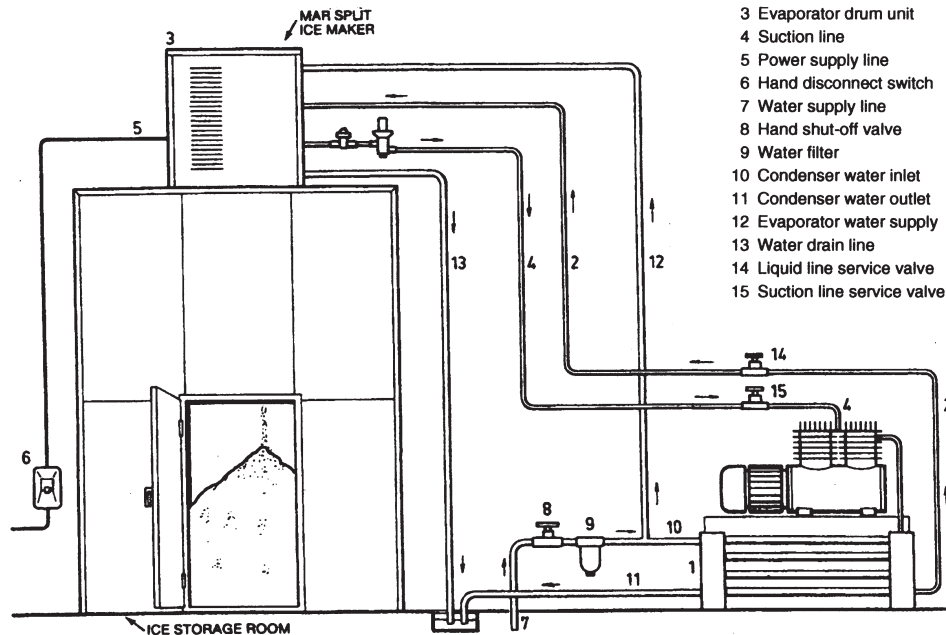 MAR SPLIT
ICE MAKER
3 Evaporator drum unit
4 Suction line
5 Power supply line
6 Hand disconnect switch
7 Water supply line
8 Hand shut-off valve
9 Water filter
10 Condenser water inlet
11 Condenser water outlet
12 Evaporator water supply
13 Water drain line
14 Liquid line service valve
15 Suction line service valve
3
5
13
4
2
12
14
15
4
6
8
9
10
1
11
7
ICE STORAGE ROOM